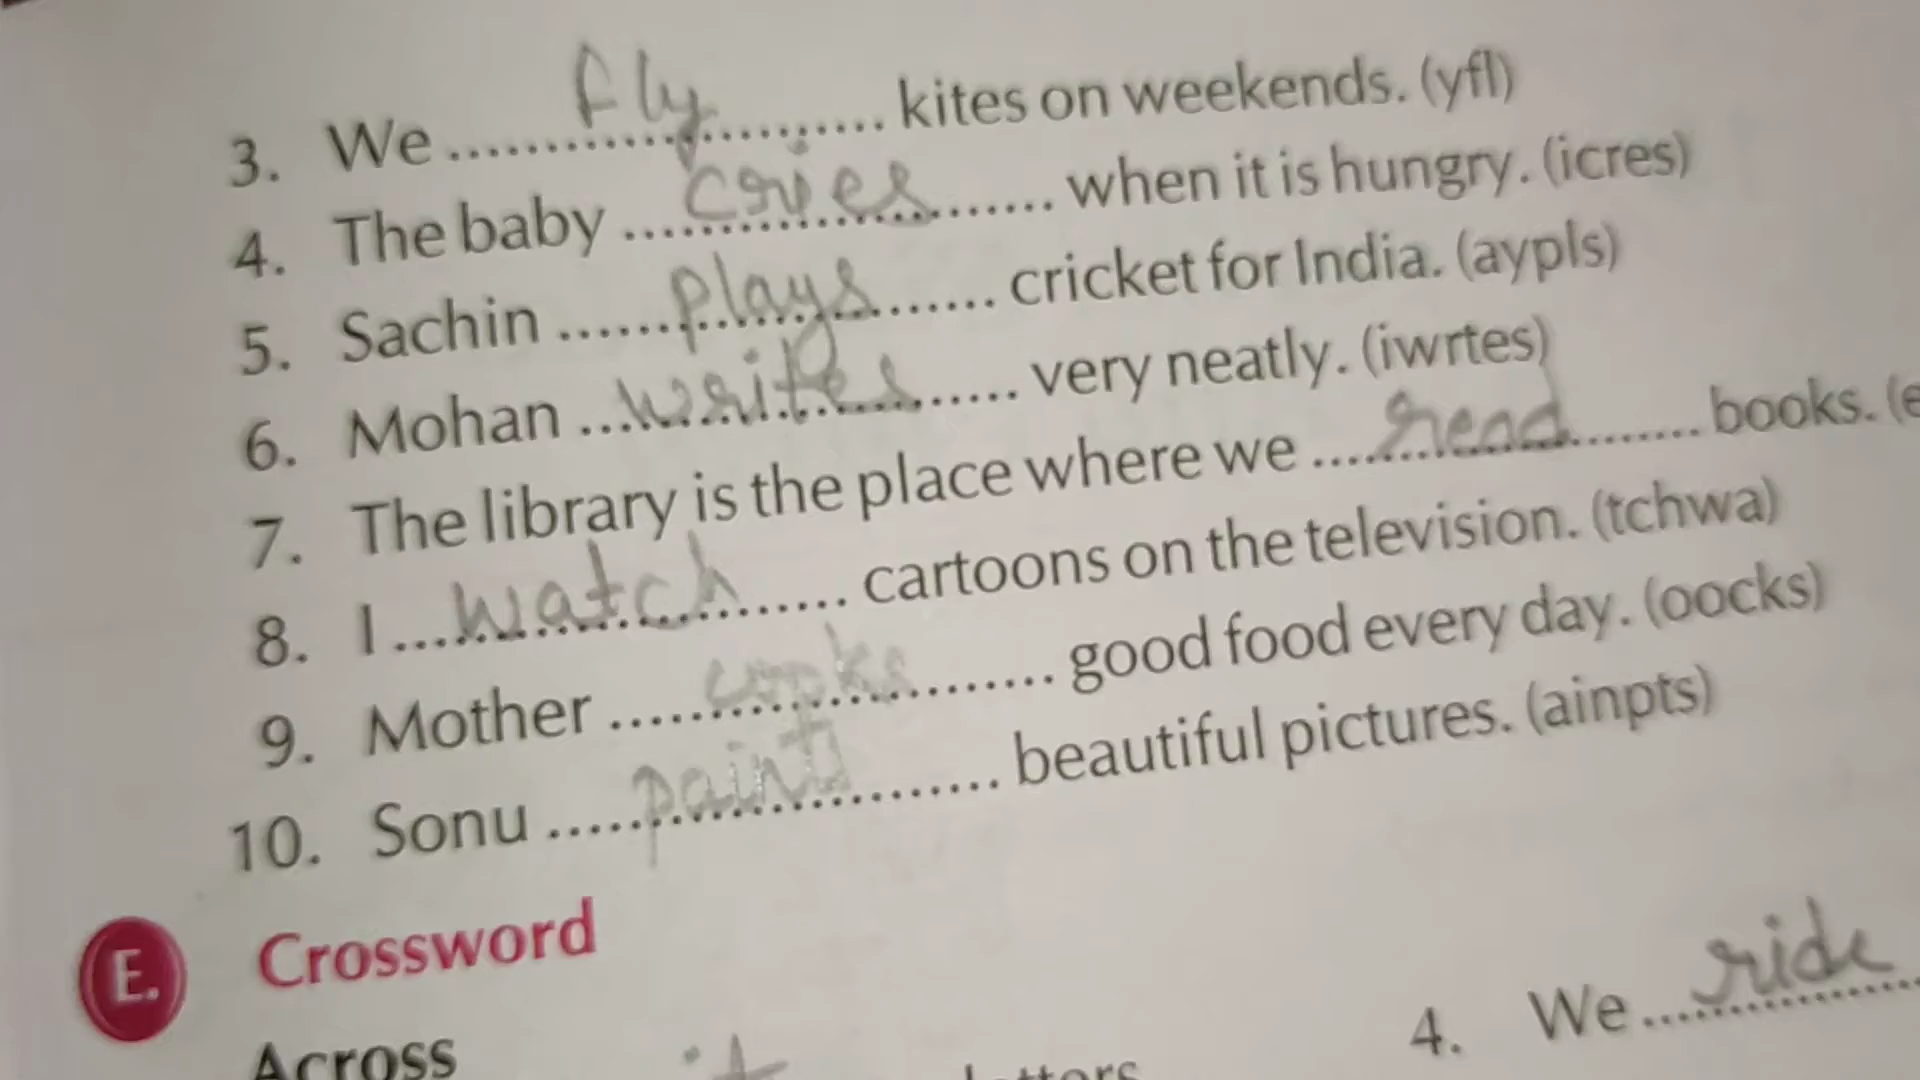 3. We ...... fly ...... kites on weekends. (yfl)
4. The baby ...... cries ...... when it is hungry. (icres)
5. Sachin ...... plays ...... cricket for India. (aypls)
6. Mohan ...... writes ...... very neatly. (iwrtes)
7. The library is the place where we ...... read ...... books. (e
8. I ...... watch ...... cartoons on the television. (tchwa)
9. Mother ...... cooks ...... good food every day. (oocks)
10. Sonu ...... paints ...... beautiful pictures. (ainpts)
E. Crossword
4. We ...... ride ......
Across